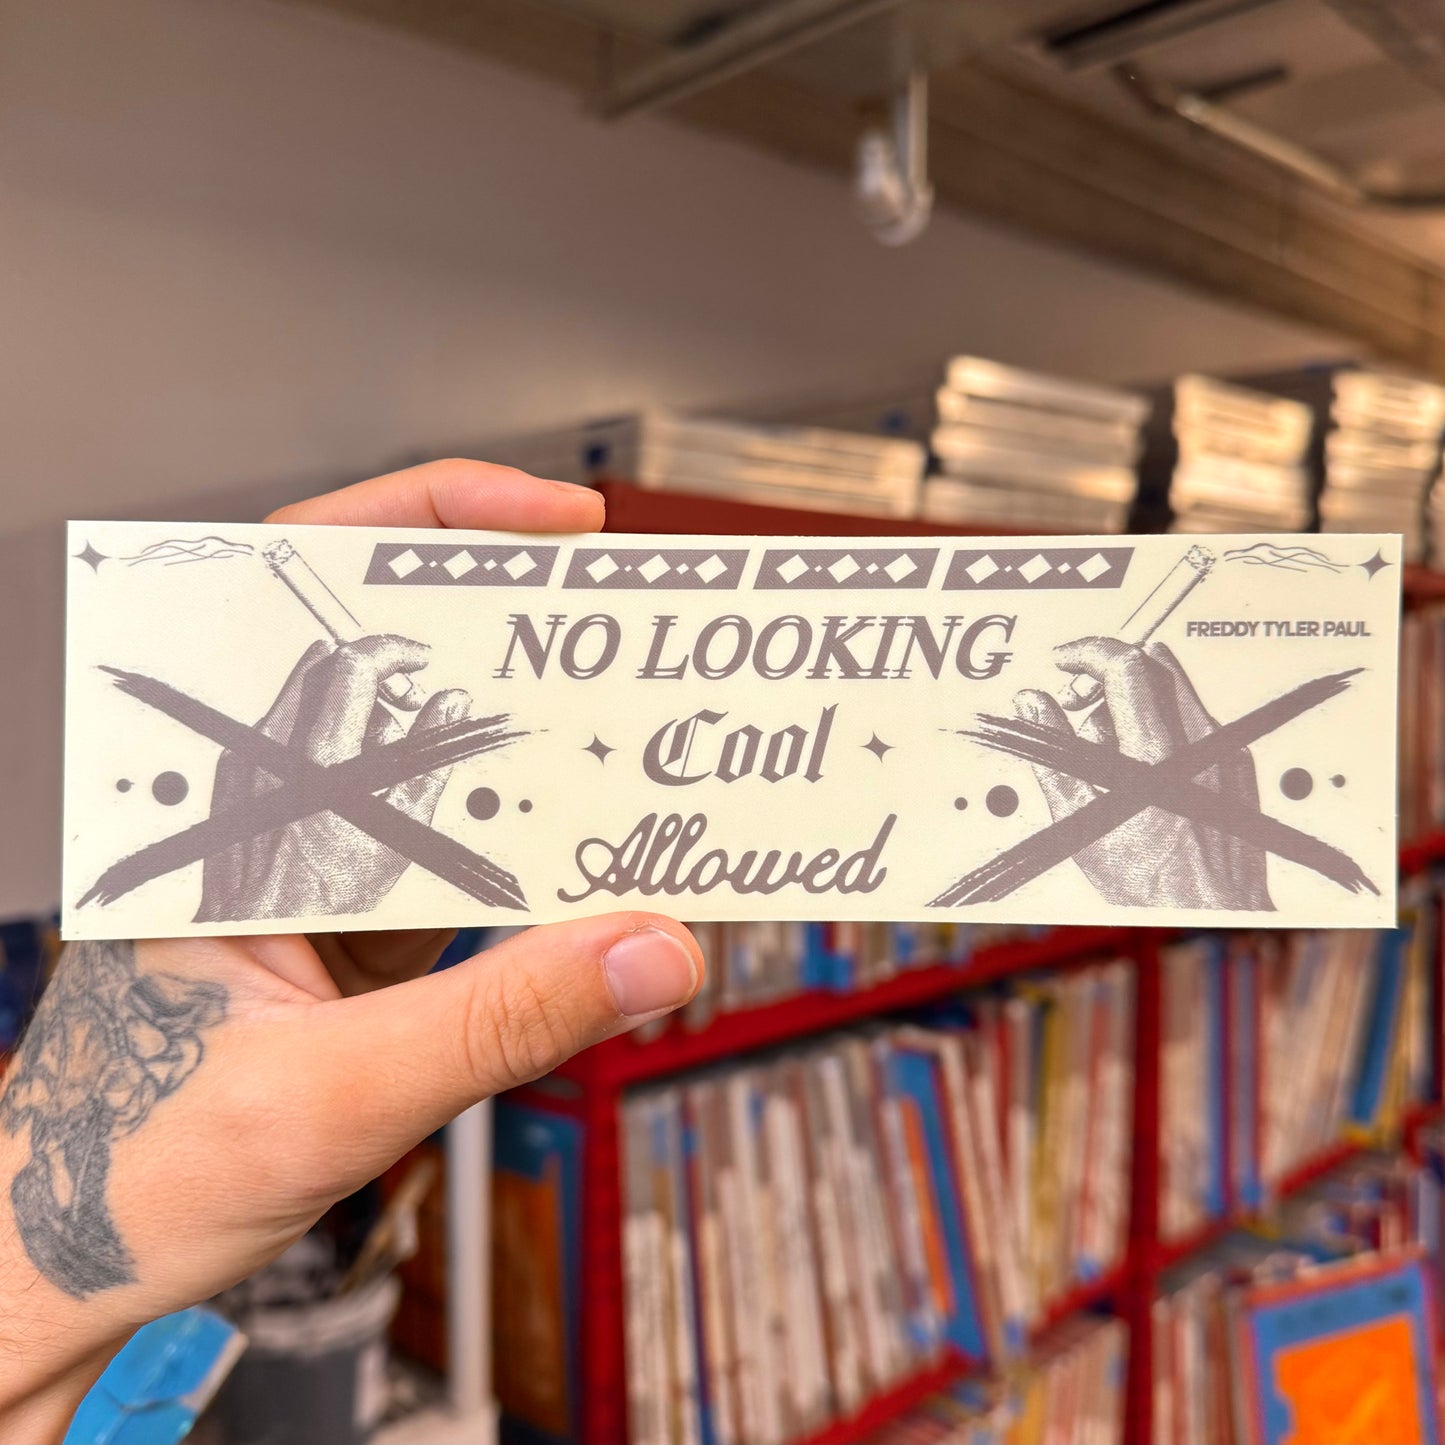 NO LOOKING
FREDDY TYLER PAUL
Cool
Allowed